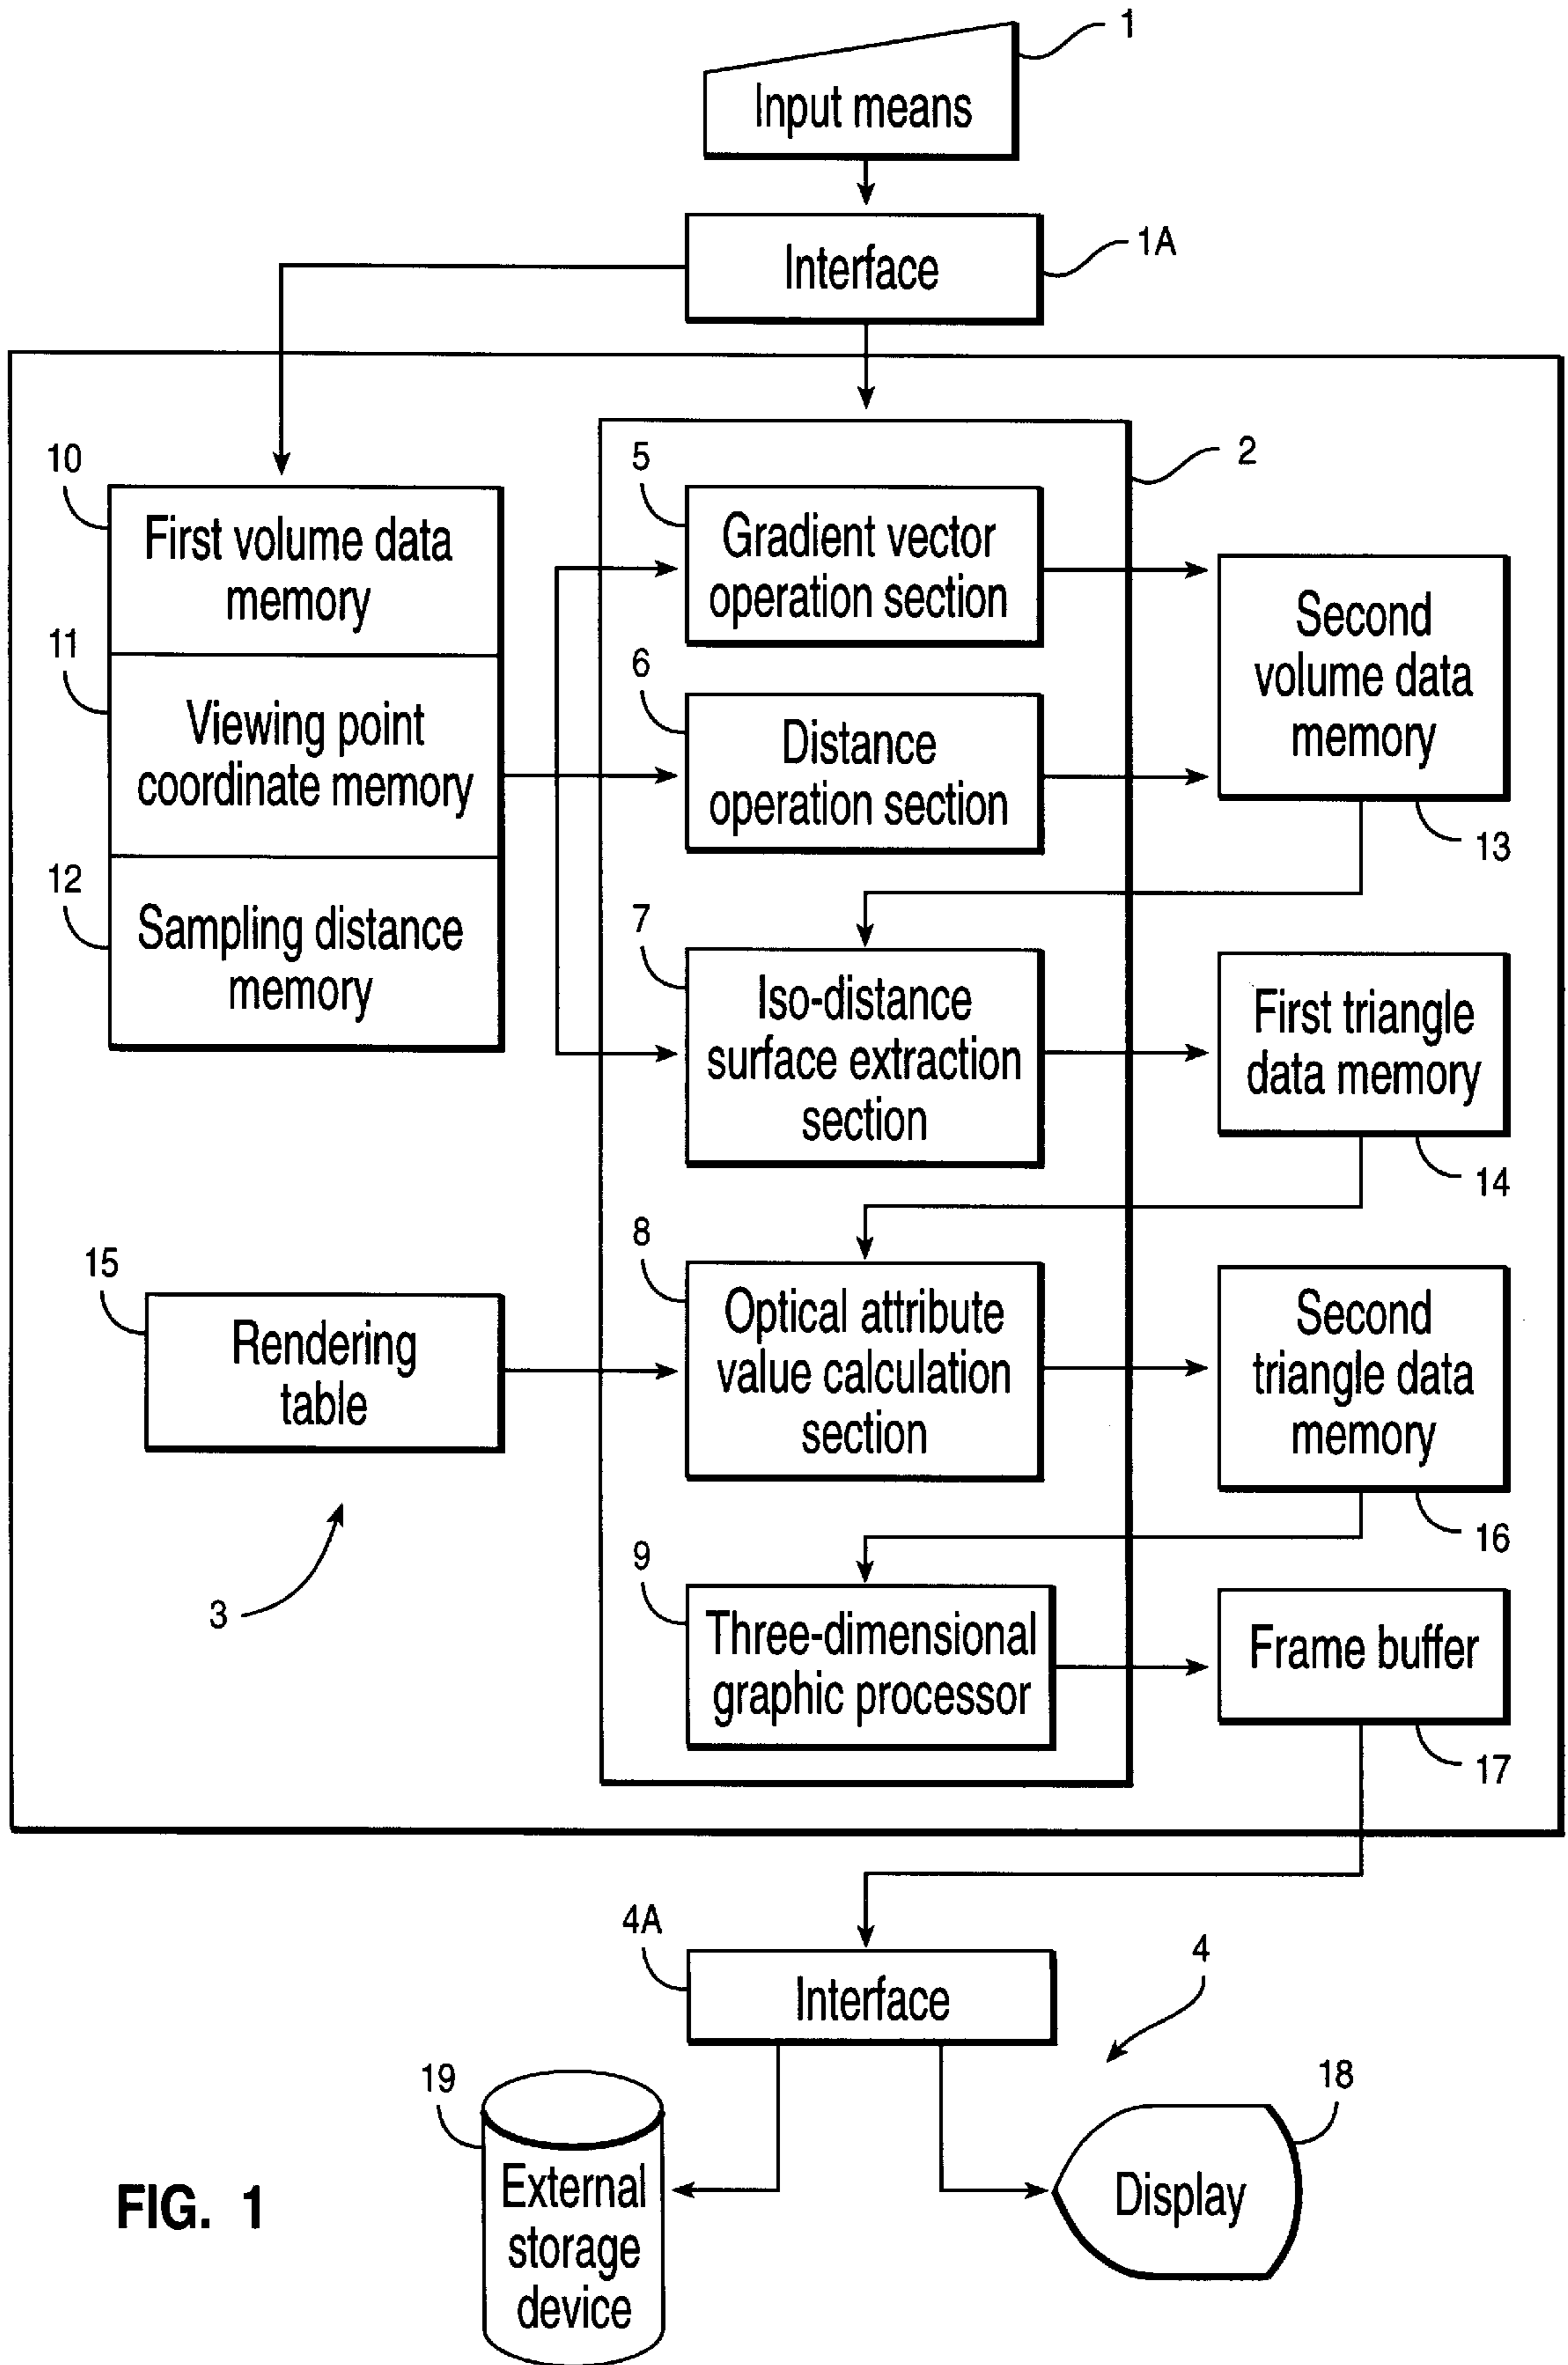 1
Input means
1A
Interface
2
10
First volume data
memory
11
Viewing point
coordinate memory
12
Sampling distance
memory
5
Gradient vector
operation section
6
Distance
operation section
Second
volume data
memory
13
7
Iso-distance
surface extraction
section
First triangle
data memory
14
15
Rendering
table
3
8
Optical attribute
value calculation
section
Second
triangle data
memory
16
9
Three-dimensional
graphic processor
Frame buffer
17
4A
Interface
4
19
External
storage
device
18
Display
FIG. 1